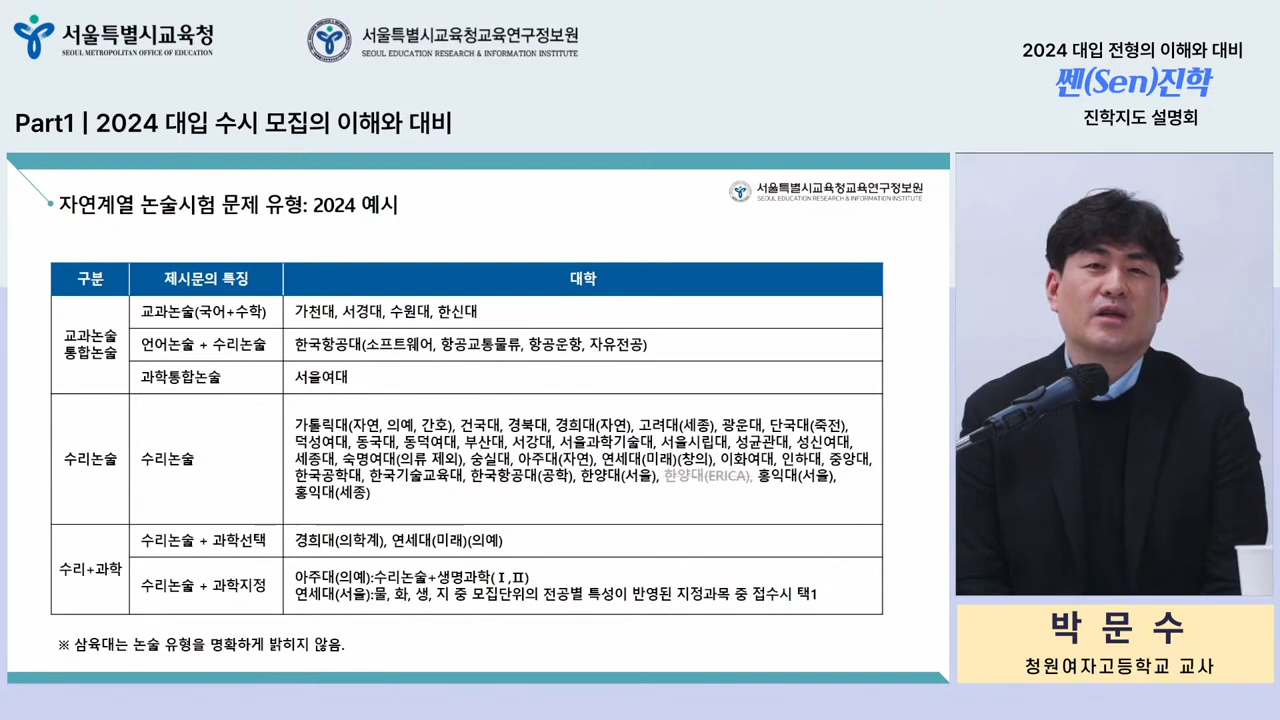 서울특별시교육청
SEOUL METROPOLITAN OFFICE OF EDUCATION
서울특별시교육청교육연구정보원
SEOUL EDUCATION RESEARCH & INFORMATION INSTITUTE
2024 대입 전형의 이해와 대비
쎈(Sen)진학
진학지도 설명회
Part1 | 2024 대입 수시 모집의 이해와 대비
자연계열 논술시험 문제 유형: 2024 예시
서울특별시교육청교육연구정보원
SEOUL EDUCATION RESEARCH & INFORMATION INSTITUTE
구분 제시문의 특징 대학
교과논술
통합논술
교과논술(국어+수학) 가천대, 서경대, 수원대, 한신대
언어논술 + 수리논술 한국항공대(소프트웨어, 항공교통물류, 항공운항, 자유전공)
과학통합논술 서울여대
수리논술 수리논술
가톨릭대(자연, 의예, 간호), 건국대, 경북대, 경희대(자연), 고려대(세종), 광운대, 단국대(죽전),
덕성여대, 동국대, 동덕여대, 부산대, 서강대, 서울과학기술대, 서울시립대, 성균관대, 성신여대,
세종대, 숙명여대(의류 제외), 숭실대, 아주대(자연), 연세대(미래)(창의), 이화여대, 인하대, 중앙대,
한국공학대, 한국기술교육대, 한국항공대(공학), 한양대(서울), 한양대(ERICA), 홍익대(서울),
홍익대(세종)
수리+과학
수리논술 + 과학선택 경희대(의학계), 연세대(미래)(의예)
수리논술 + 과학지정
아주대(의예):수리논술+생명과학(Ⅰ,Ⅱ)
연세대(서울):물, 화, 생, 지 중 모집단위의 전공별 특성이 반영된 지정과목 중 접수시 택1
※ 삼육대는 논술 유형을 명확하게 밝히지 않음.
박 문 수
청원여자고등학교 교사